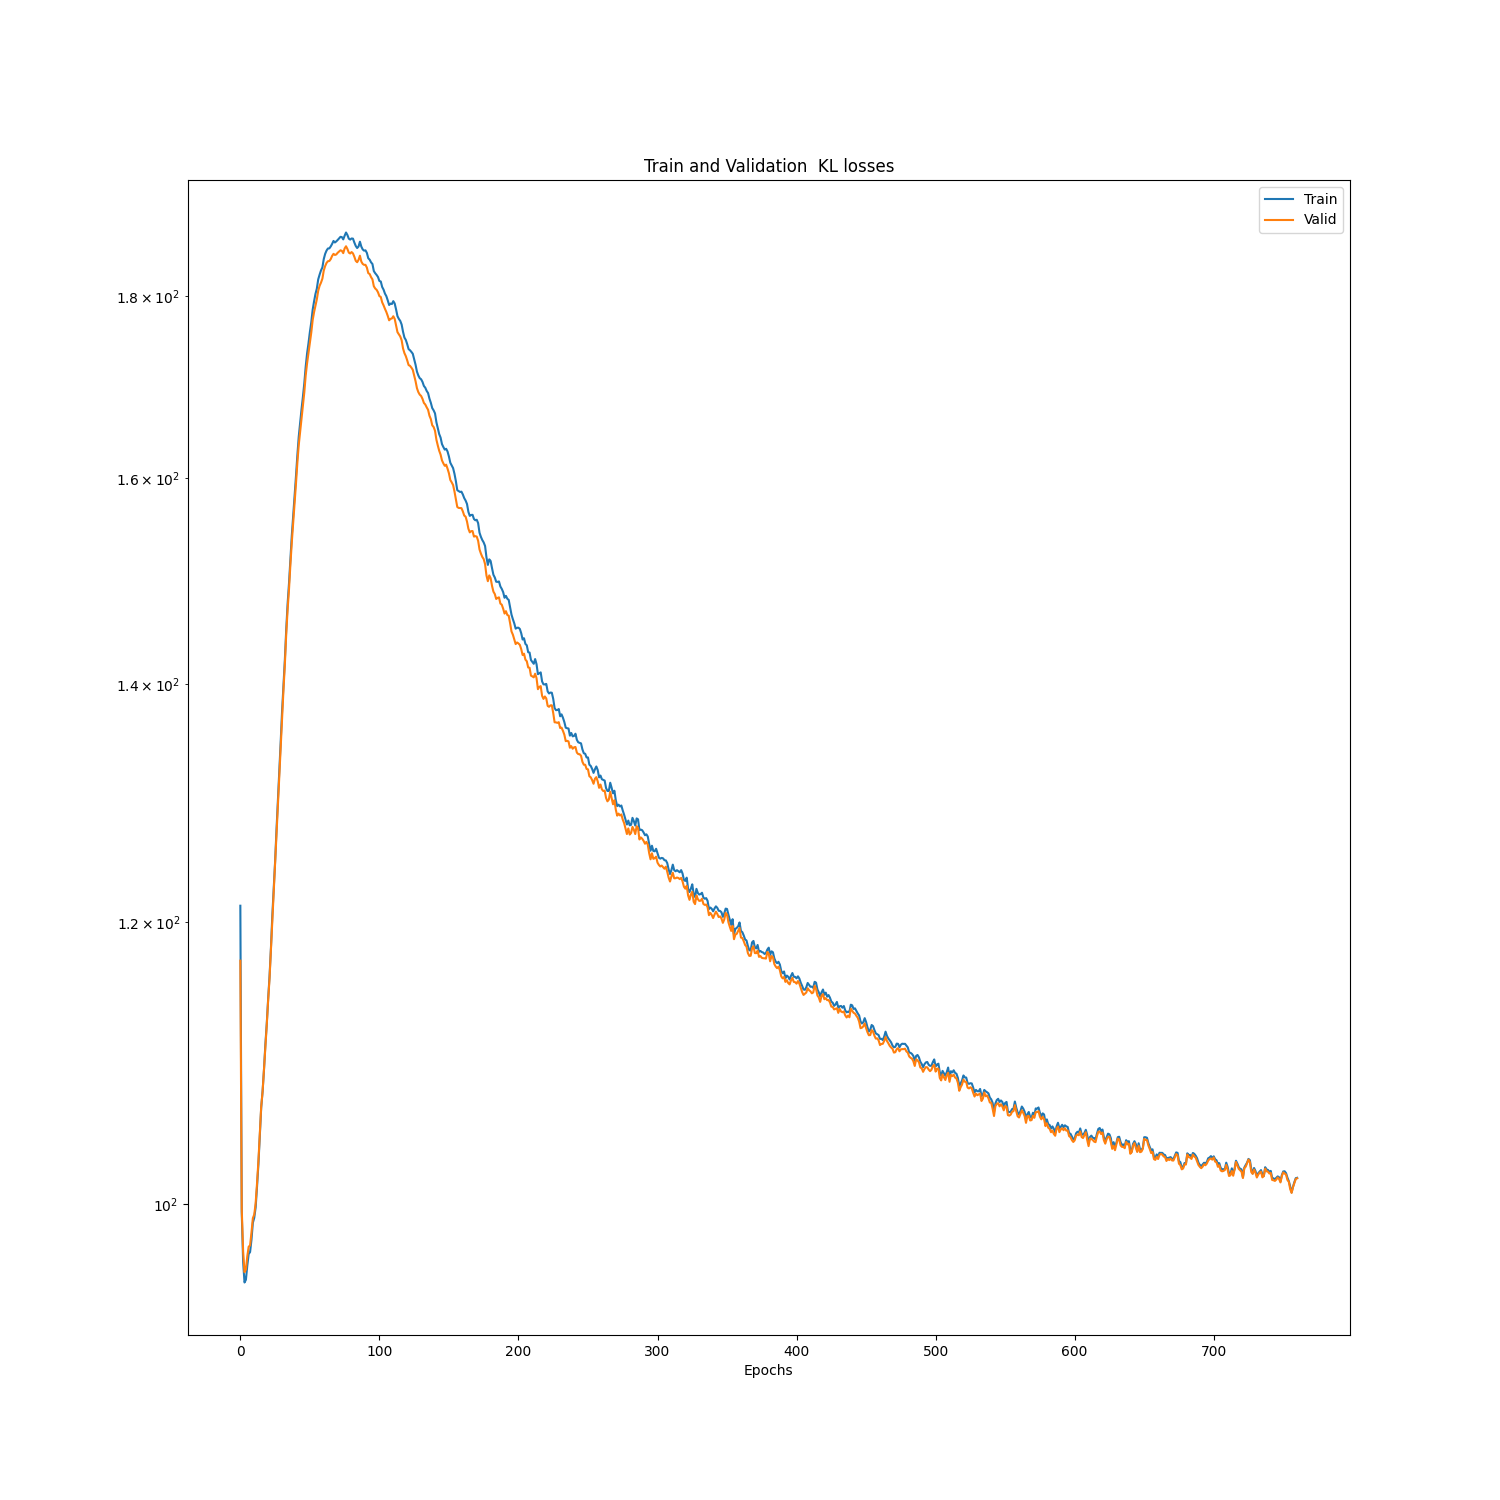 Train and Validation  KL losses
Train
Valid
1.8 × 10²
1.6 × 10²
1.4 × 10²
1.2 × 10²
10²
0 100 200 300 400 500 600 700
Epochs